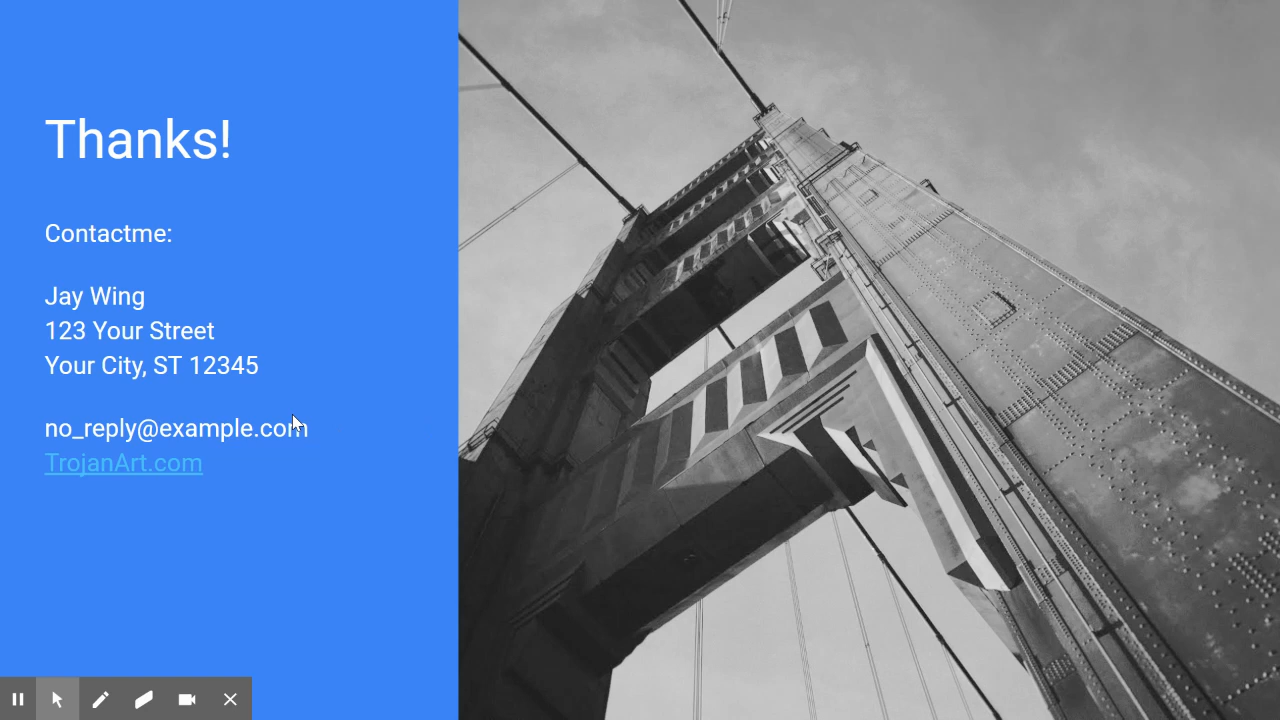 Thanks!
Contactme:
Jay Wing
123 Your Street
Your City, ST 12345
no_reply@example.com
TrojanArt.com